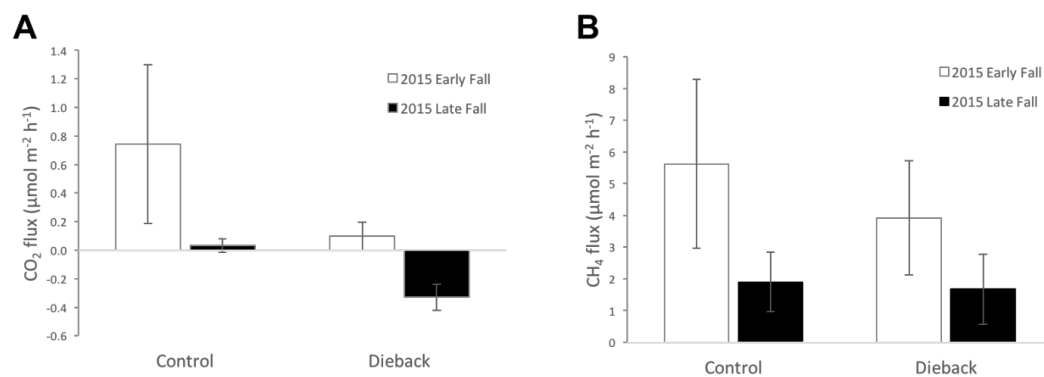 A
CO₂ flux (μmol m⁻² h⁻¹)
1.4
1.2
1.0
0.8
0.6
0.4
0.2
0.0
-0.2
-0.4
-0.6
2015 Early Fall
2015 Late Fall
Control
Dieback
B
CH₄ flux (μmol m⁻² h⁻¹)
9
8
7
6
5
4
3
2
1
0
2015 Early Fall
2015 Late Fall
Control
Dieback